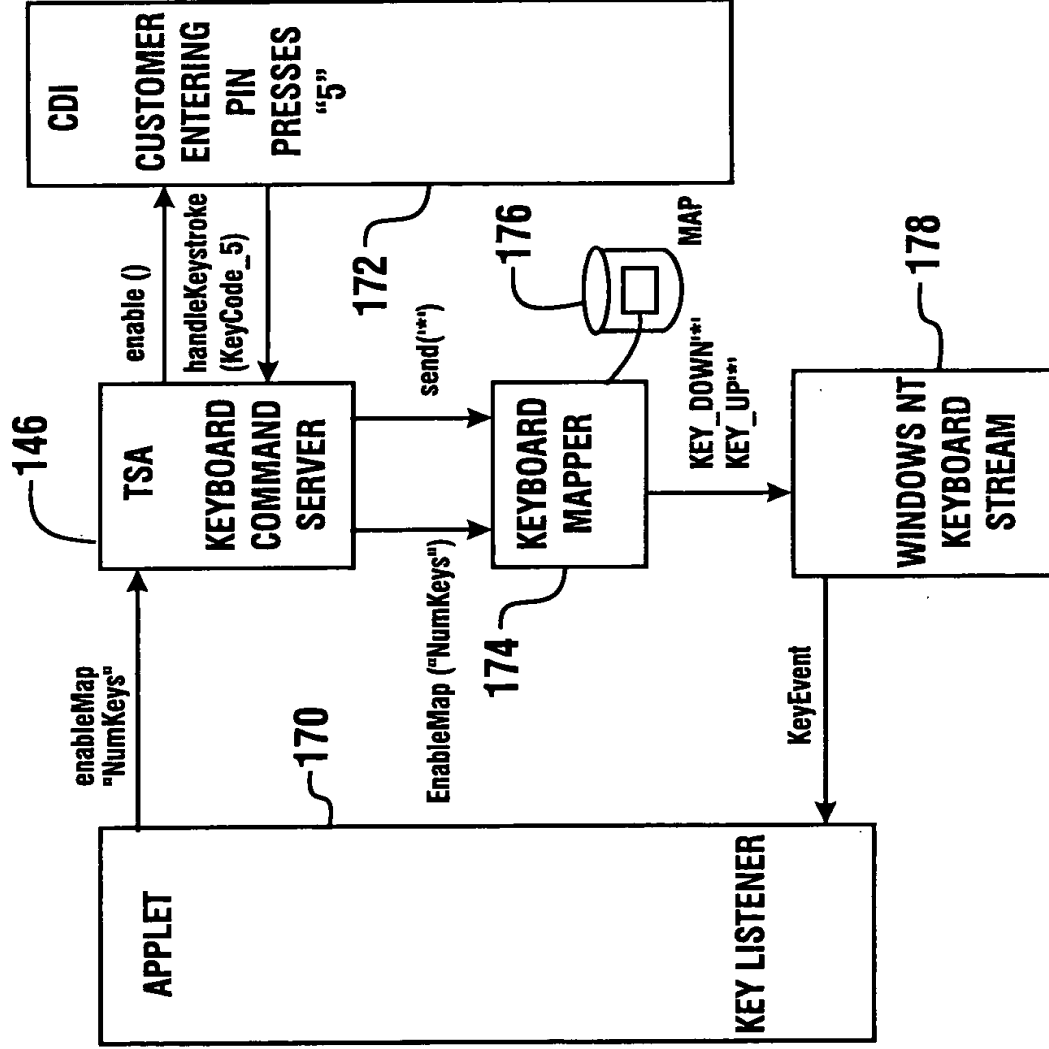 146
TSA
KEYBOARD
COMMAND
SERVER
CDI
CUSTOMER
ENTERING
PIN
PRESSES
"5"
enable ()
handleKeystroke
(KeyCode_5)
172
enableMap
"NumKeys"
170
APPLET
KEY LISTENER
EnableMap ("NumKeys")
send('*')
KEYBOARD
MAPPER
174
176
MAP
KEY_DOWN'*'
KEY_UP'*'
WINDOWS NT
KEYBOARD
STREAM
178
KeyEvent